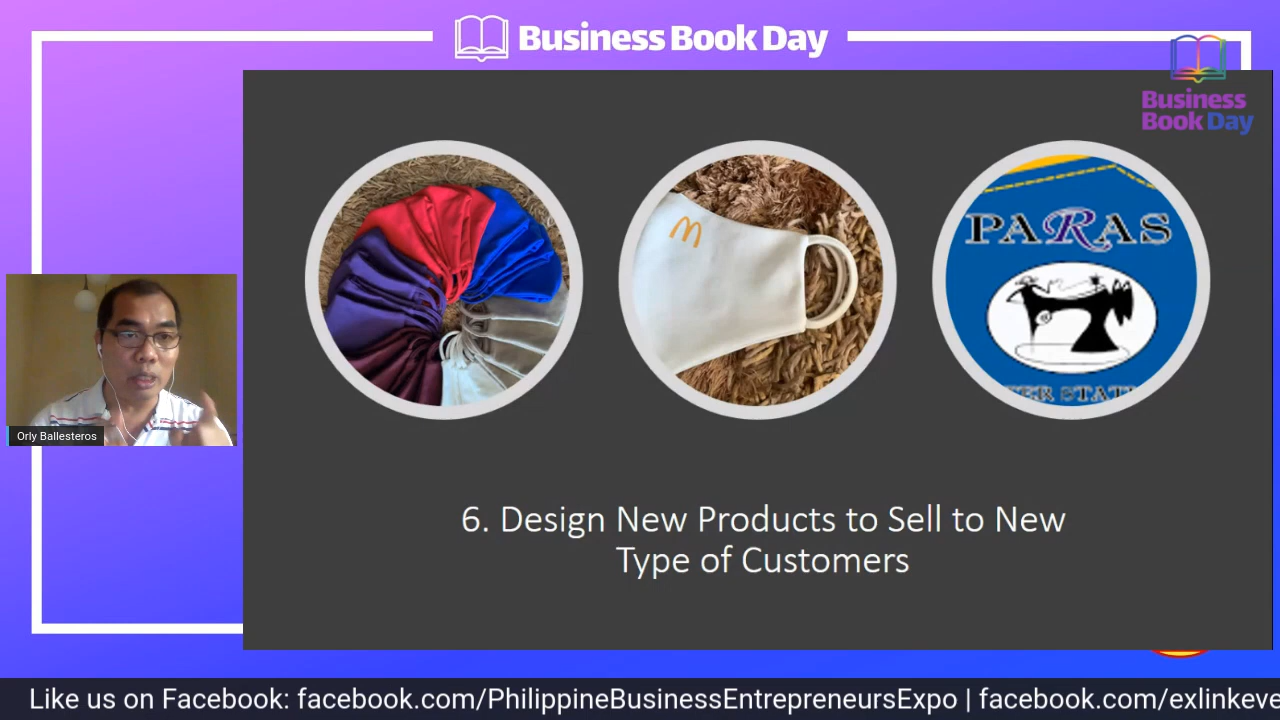 Business Book Day
Business
Book Day
PARAS
Orly Ballesteros
6. Design New Products to Sell to New
Type of Customers
Like us on Facebook: facebook.com/PhilippineBusinessEntrepreneursExpo | facebook.com/exlinkeve